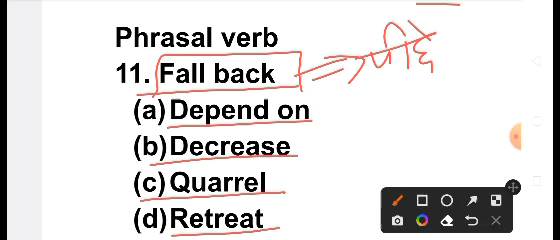 Phrasal verb
11. Fall back पीछे
(a) Depend on
(b) Decrease
(c) Quarrel
(d) Retreat